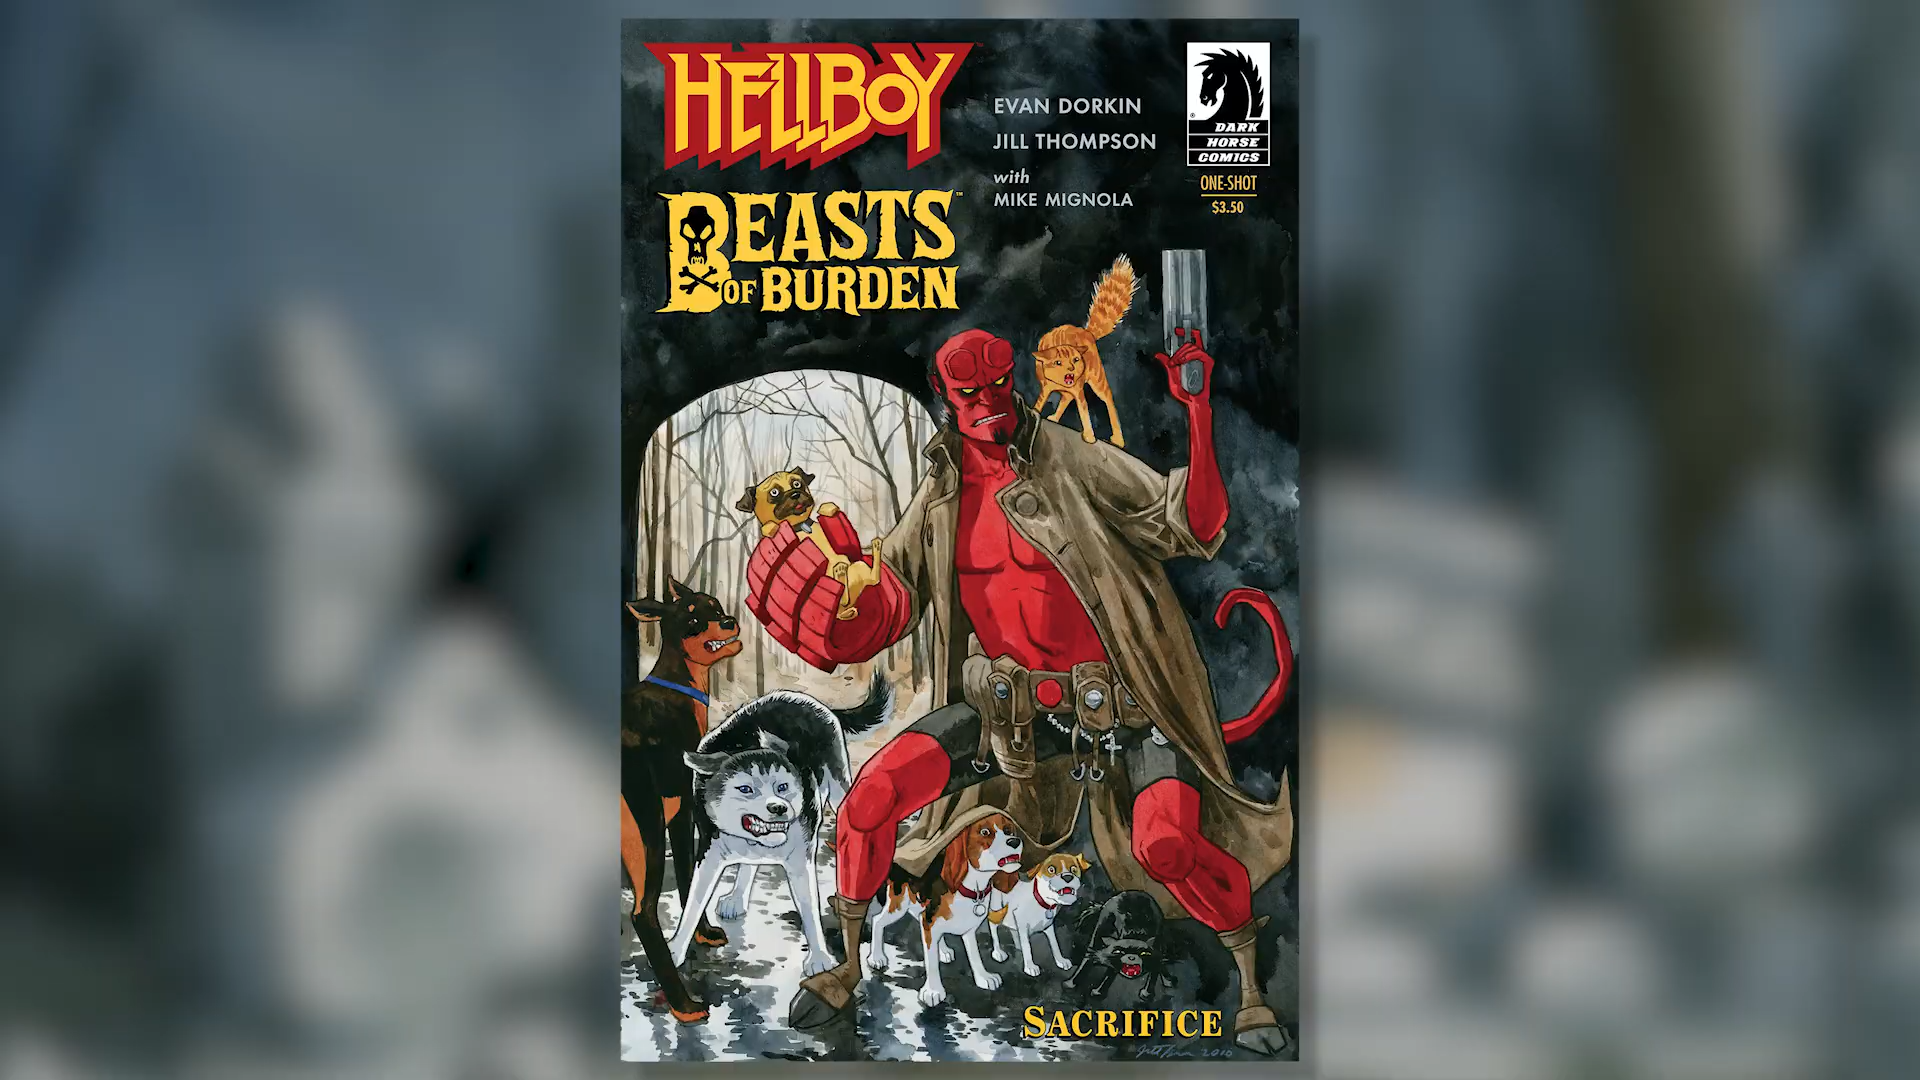 HELLBOY
BEASTS
OF BURDEN
EVAN DORKIN
JILL THOMPSON
with
MIKE MIGNOLA
DARK
HORSE
COMICS
ONE-SHOT
$3.50
SACRIFICE
2010